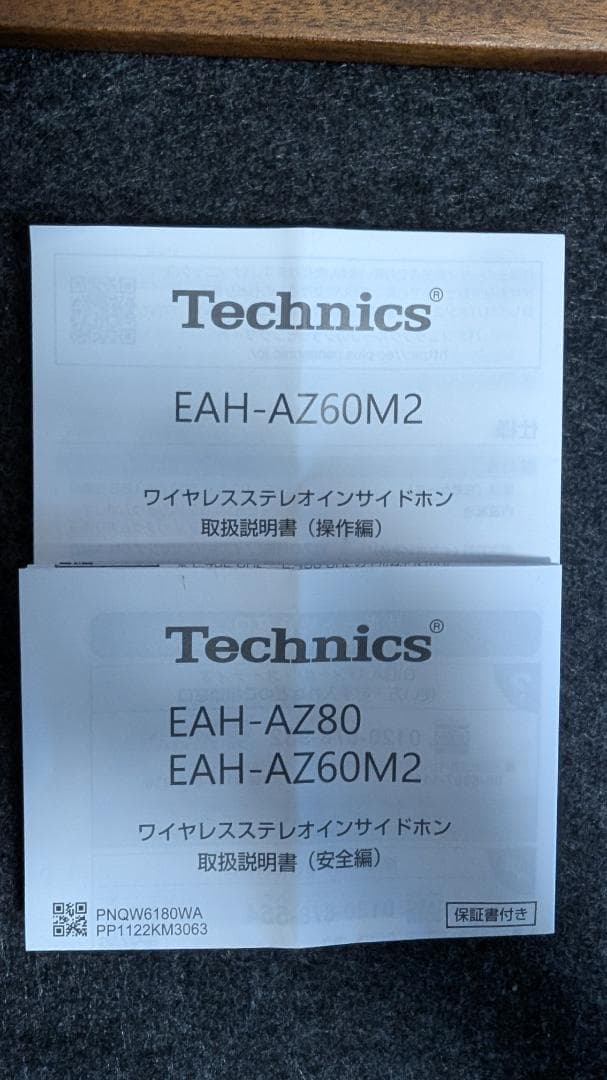 Technics®
EAH-AZ60M2
ワイヤレスステレオインサイドホン
取扱説明書（操作編）
Technics®
EAH-AZ80
EAH-AZ60M2
ワイヤレスステレオインサイドホン
取扱説明書（安全編）
PNQW6180WA
PP1122KM3063
保証書付き